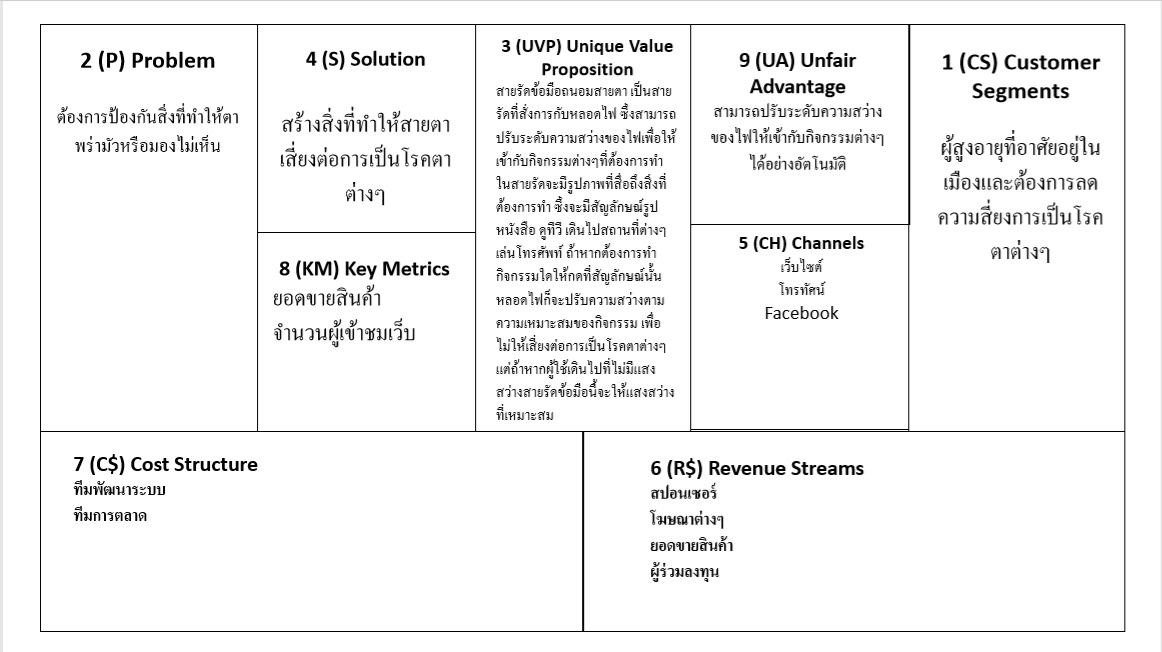 2 (P) Problem
ต้องการป้องกันสิ่งที่ทำให้ตา
พร่ามัวหรือมองไม่เห็น
4 (S) Solution
สร้างสิ่งที่ทำให้สายตา
เสี่ยงต่อการเป็นโรคตา
ต่างๆ
8 (KM) Key Metrics
ยอดขายสินค้า
จำนวนผู้เข้าชมเว็บ
3 (UVP) Unique Value
Proposition
สายรัดข้อมือถนอมสายตา เป็นสาย
รัดที่สั่งการกับหลอดไฟ ซึ่งสามารถ
ปรับระดับความสว่างของไฟเพื่อให้
เข้ากับกิจกรรมต่างๆที่ต้องการทำ
ในสายรัดจะมีรูปภาพที่สื่อถึงสิ่งที่
ต้องการทำ ซึ่งจะมีสัญลักษณ์รูป
หนังสือ ดูทีวี เดินไปสถานที่ต่างๆ
เล่นโทรศัพท์ ถ้าหากต้องการทำ
กิจกรรมใดให้กดที่สัญลักษณ์นั้น
หลอดไฟก็จะปรับความสว่างตาม
ความเหมาะสมของกิจกรรม เพื่อ
ไม่ให้เสี่ยงต่อการเป็นโรคตาต่างๆ
แต่ถ้าหากผู้ใช้เดินไปที่ไม่มีแสง
สว่างสายรัดข้อมือนี้จะให้แสงสว่าง
ที่เหมาะสม
9 (UA) Unfair
Advantage
สามารถปรับระดับความสว่าง
ของไฟให้เข้ากับกิจกรรมต่างๆ
ได้อย่างอัตโนมัติ
5 (CH) Channels
เว็บไซต์
โทรทัศน์
Facebook
1 (CS) Customer
Segments
ผู้สูงอายุที่อาศัยอยู่ใน
เมืองและต้องการลด
ความสี่ยงการเป็นโรค
ตาต่างๆ
7 (C$) Cost Structure
ทีมพัฒนาระบบ
ทีมการตลาด
6 (R$) Revenue Streams
สปอนเซอร์
โฆษณาต่างๆ
ยอดขายสินค้า
ผู้ร่วมลงทุน